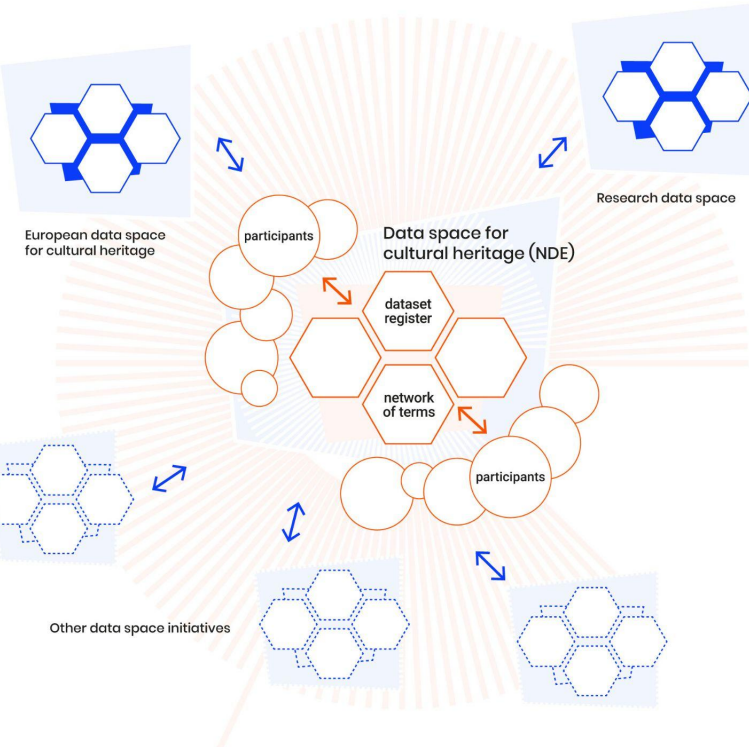 Research data space
European data space
for cultural heritage
participants
Data space for
cultural heritage (NDE)
dataset
register
network
of terms
participants
Other data space initiatives